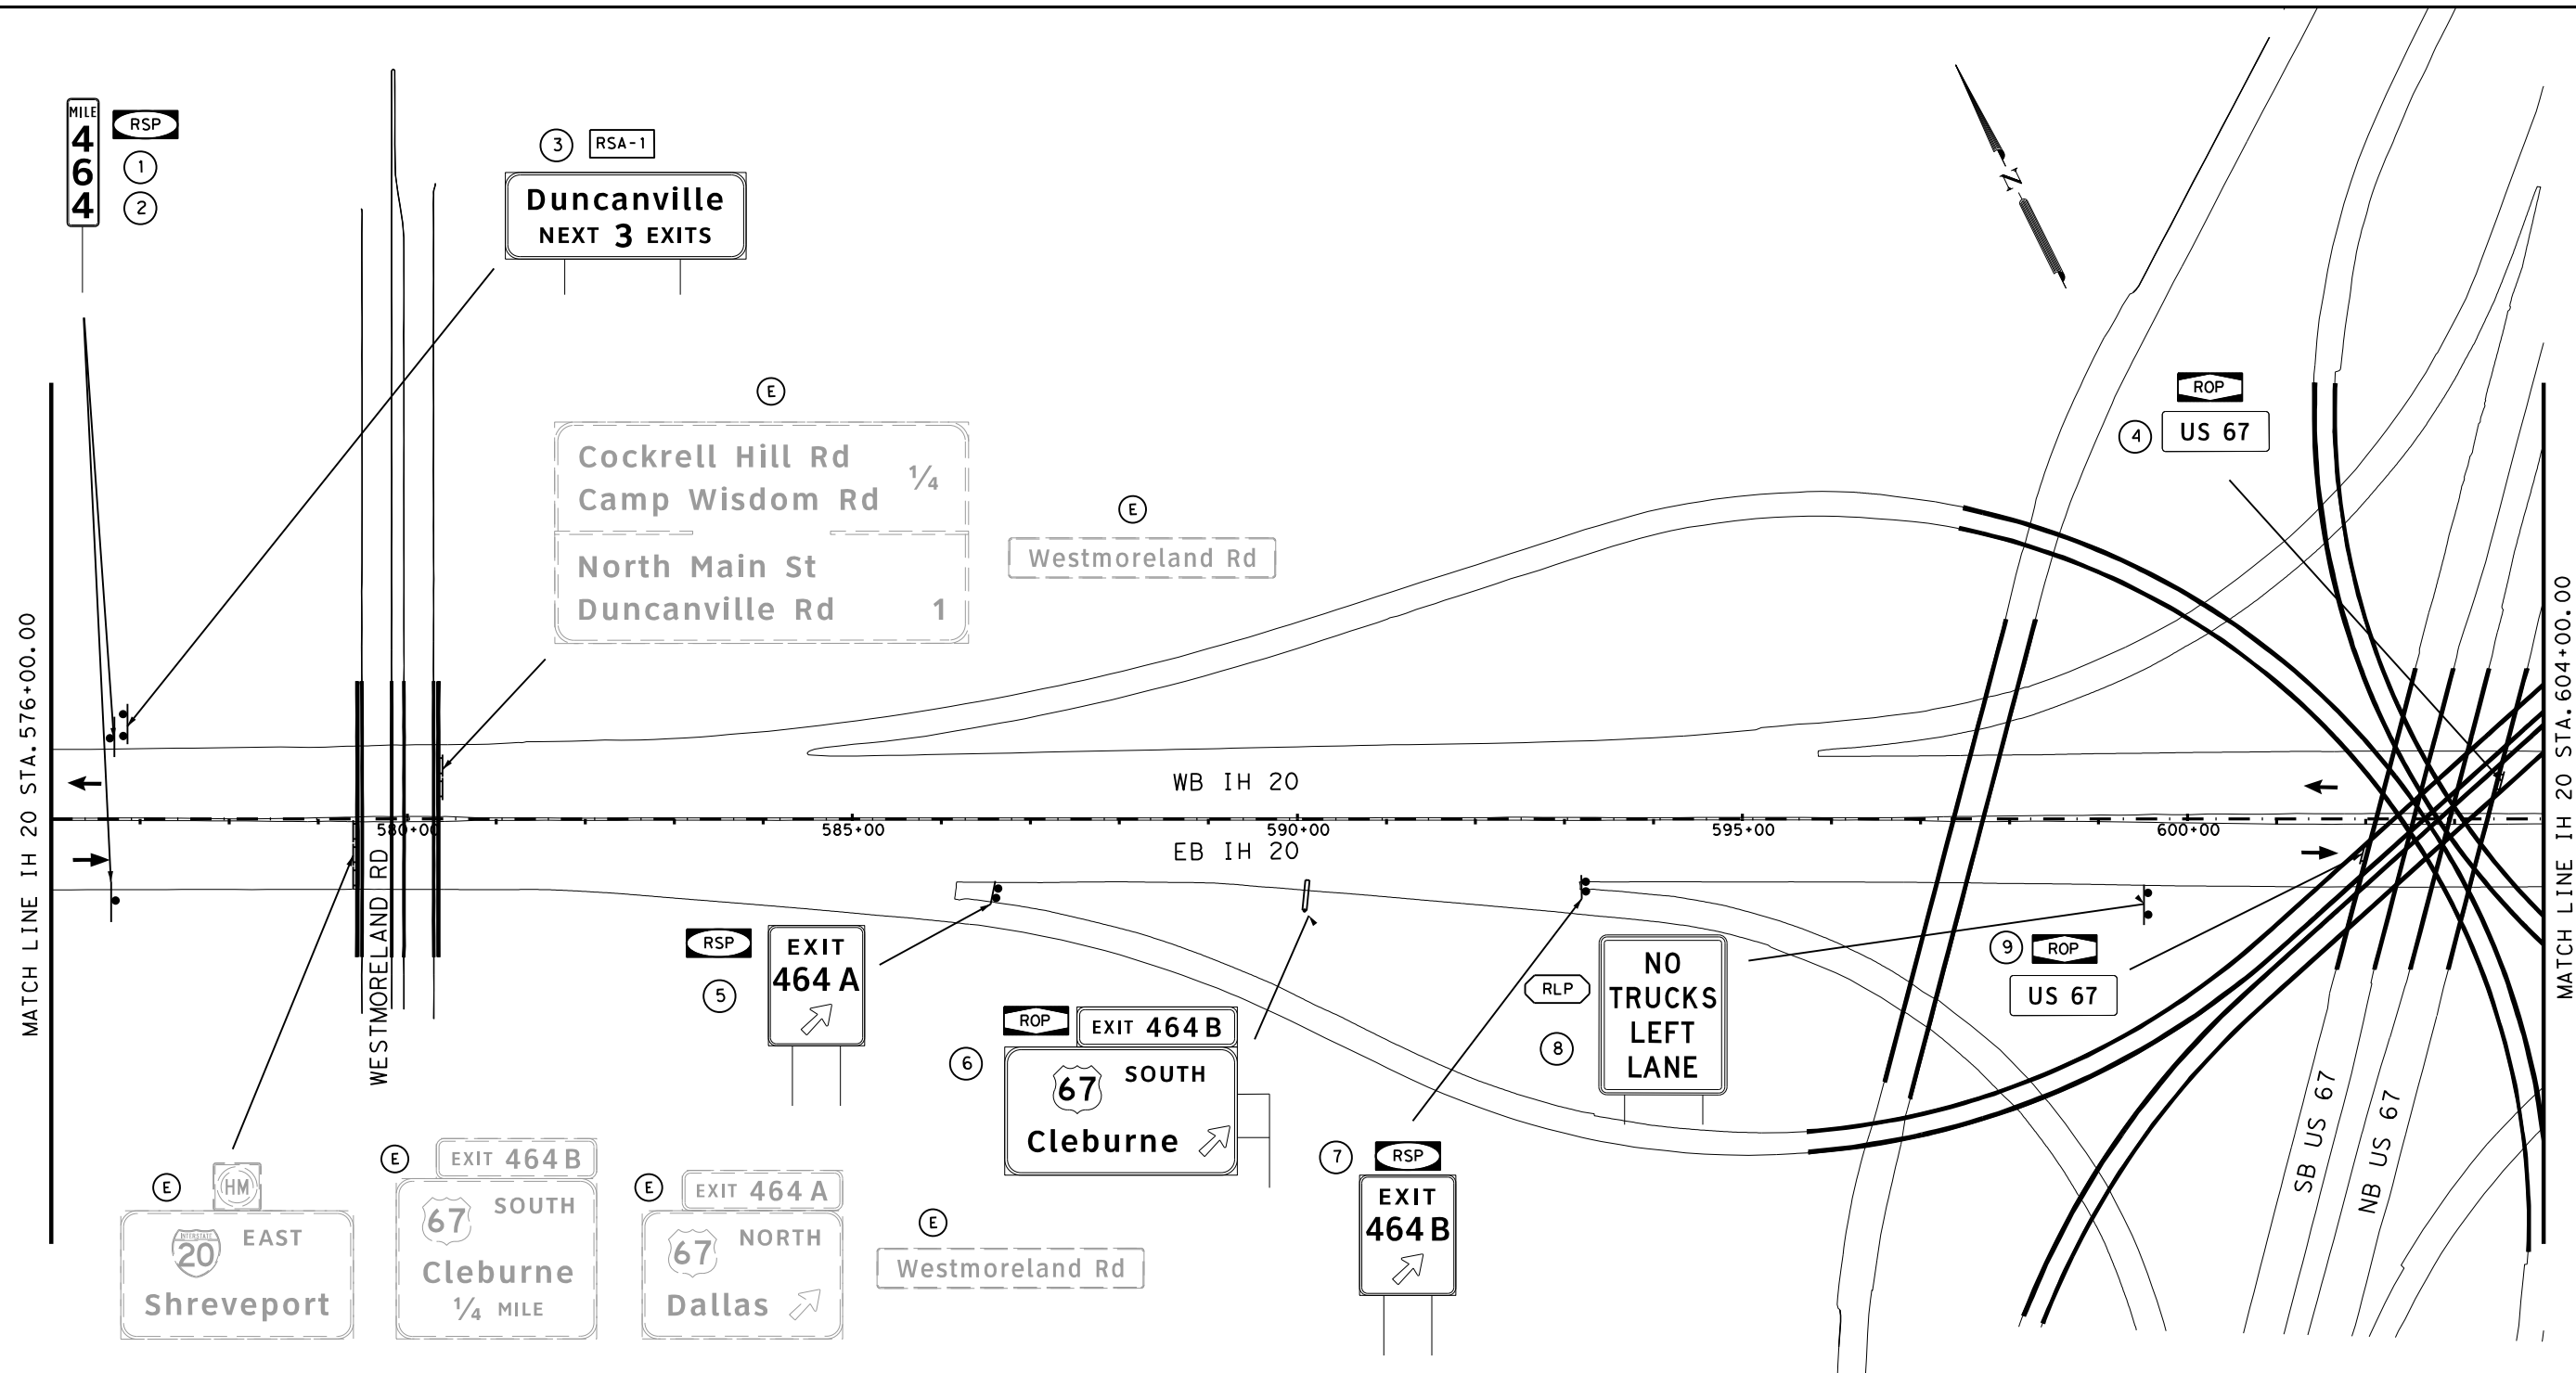 MILE
4
6
4
RSP
1
2
3
RSA-1
Duncanville
NEXT 3 EXITS
N
E
Cockrell Hill Rd
Camp Wisdom Rd
1/4
North Main St
Duncanville Rd 1
E
Westmoreland Rd
ROP
4
US 67
MATCH LINE IH 20 STA.576+00.00
MATCH LINE IH 20 STA.604+00.00
WB IH 20
580+00
585+00
590+00
595+00
600+00
EB IH 20
WESTMORELAND RD
RSP
5
EXIT
464 A
ROP
6
EXIT 464 B
67 SOUTH
Cleburne
7
RSP
EXIT
464 B
RLP
8
NO
TRUCKS
LEFT
LANE
9
ROP
US 67
SB US 67
NB US 67
E
HM
INTERSTATE
20 EAST
Shreveport
E
EXIT 464 B
67 SOUTH
Cleburne
1/4 MILE
E
EXIT 464 A
67 NORTH
Dallas
E
Westmoreland Rd